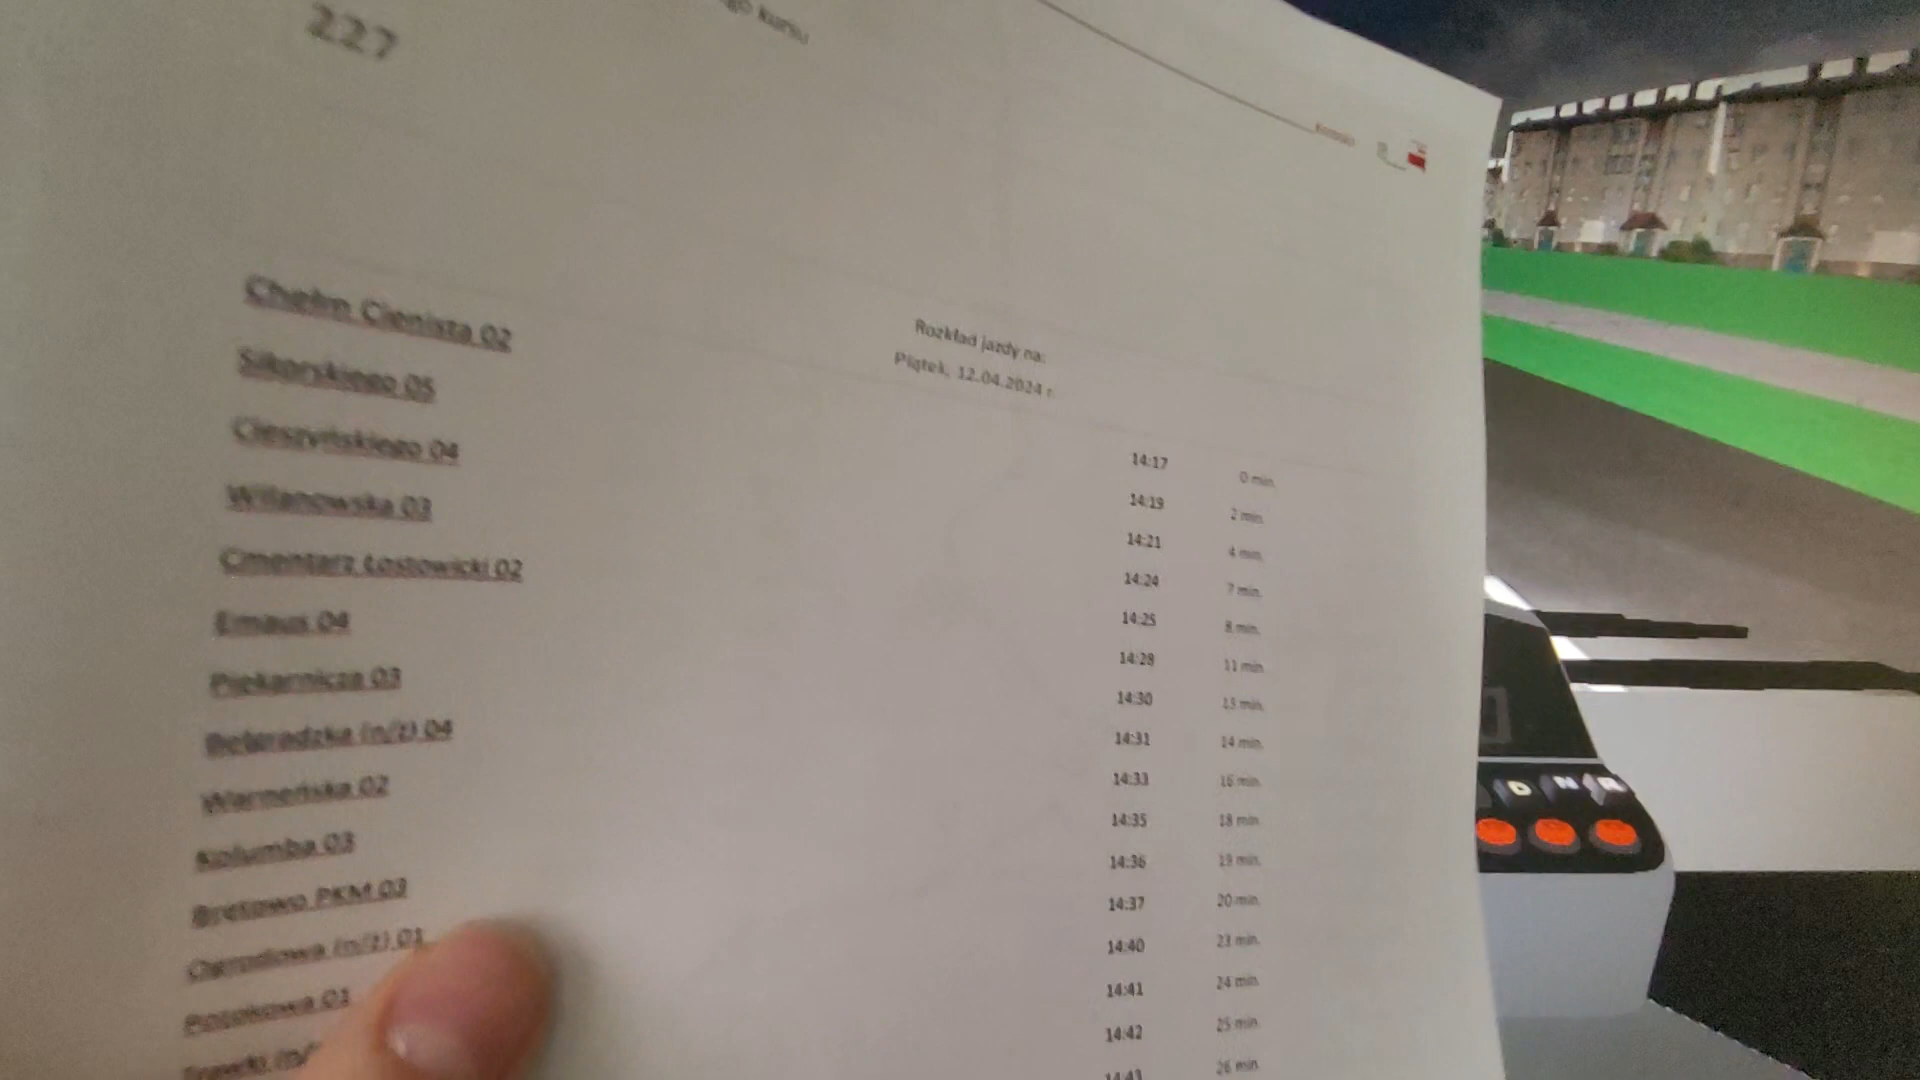 227
kursu
Rozkład jazdy na:
Piątek, 12.04.2024 r.
Chełm Cienista 02 14:17 0 min.
Sikorskiego 05 14:19 2 min.
Cieszyńskiego 04 14:21 4 min.
Wilanowska 03 14:24 7 min.
Cmentarz Łostowicki 02 14:25 8 min.
Emaus 04 14:28 11 min.
Piekarnicza 03 14:30 13 min.
Belgradzka (n/ż) 04 14:31 14 min.
Warneńska 02 14:33 16 min.
Kolumba 03 14:35 18 min.
Brętowo PKM 03 14:36 19 min.
Ogrodowa (n/ż) 01 14:37 20 min.
Potokowa 01 14:40 23 min.
14:41 24 min.
14:42 25 min.
14:43 26 min.
D N R